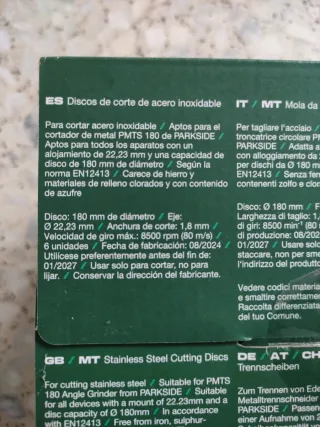 ES Discos de corte de acero inoxidable
Para cortar acero inoxidable / Aptos para el
cortador de metal PMTS 180 de PARKSIDE /
Aptos para todos los aparatos con un
alojamiento de 22,23 mm y una capacidad de
disco de 180 mm de diámetro / Según la
norma EN12413 / Carece de hierro y
materiales de relleno clorados y con contenido
de azufre
Disco: 180 mm de diámetro / Eje:
Ø 22,23 mm / Anchura de corte: 1,8 mm /
Velocidad de giro máx.: 8500 rpm (80 m/s) /
6 unidades / Fecha de fabricación: 08/2024 /
Utilícese preferentemente antes del fin de:
01/2027 / Usar solo para cortar, no para
lijar. / Conservar la dirección del fabricante.
IT / MT Mola da
Per tagliare l'acciaio
troncatrice circolare P
PARKSIDE / Adatta a
con alloggiamento da 2
per dischi da Ø 180 m
EN12413 / Senza fer
contenenti zolfo e clor
Disco: Ø 180 mm / F
Larghezza di taglio: 1,
di giri: 8500 min⁻¹ (80
di produzione: 08/202
01/2027 / Usare solo
staccare, non per sme
l'indirizzo del produtto
Vedere codici material
e smaltire correttamen
Raccolta differenziata
del tuo Comune.
GB / MT Stainless Steel Cutting Discs
For cutting stainless steel / Suitable for PMTS
180 Angle Grinder from PARKSIDE / Suitable
for all devices with a mount of 22.23mm and a
disc capacity of Ø 180mm / In accordance
with EN12413 / Free from iron, sulphur-
DE / AT / CH
Trennscheiben
Zum Trennen von Ede
Metalltrennschneider
PARKSIDE / Passend
einer Aufnahme von 2